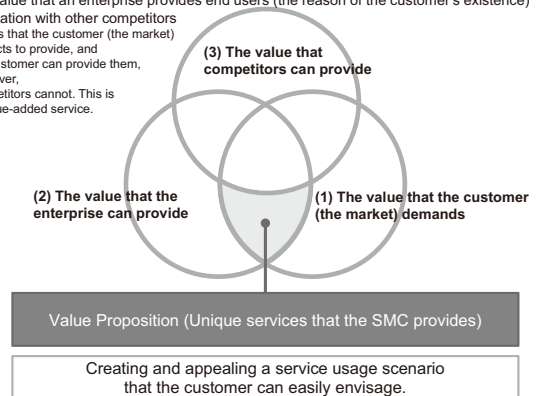 value that an enterprise provides end users (the reason of the customer's existence)
ation with other competitors
s that the customer (the market)
cts to provide, and
ustomer can provide them,
ver,
etitors cannot. This is
ue-added service.
(3) The value that
competitors can provide
(2) The value that the
enterprise can provide
(1) The value that the customer
(the market) demands
Value Proposition (Unique services that the SMC provides)
Creating and appealing a service usage scenario
that the customer can easily envisage.